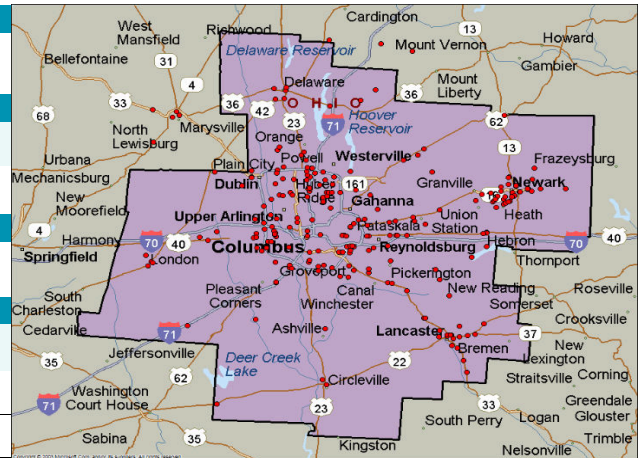 Cardington
Richwood
West
Mansfield
13
Howard
Bellefontaine
31
Delaware Reservoir
Mount Vernon
Gambier
4
Delaware
Mount
Liberty
33
36
42
O H I O
36
68
23
71
Hoover
Reservoir
62
North
Lewisburg
Marysville
Orange
13
Urbana
Plain City
Powell
Westerville
Frazeysburg
Mechanicsburg
Dublin
Huber
Ridge
161
Granville
Newark
New
Moorefield
Gahanna
Heath
Upper Arlington
Pataskala
Union
Station
4
Harmony
70
40
Columbus
Reynoldsburg
Hebron
70
40
Springfield
London
Thornport
Groveport
Pickerington
South
Charleston
Pleasant
Corners
Canal
Winchester
New Reading
Roseville
Somerset
Cedarville
71
Ashville
Lancaster
37
Crooksville
Jeffersonville
Bremen
New
Lexington
35
Deer Creek
Lake
22
62
Circleville
Straitsville
Corning
Washington
Court House
71
23
33
Greendale
Glouster
South Perry
Logan
Sabina
35
Kingston
Trimble
Nelsonville